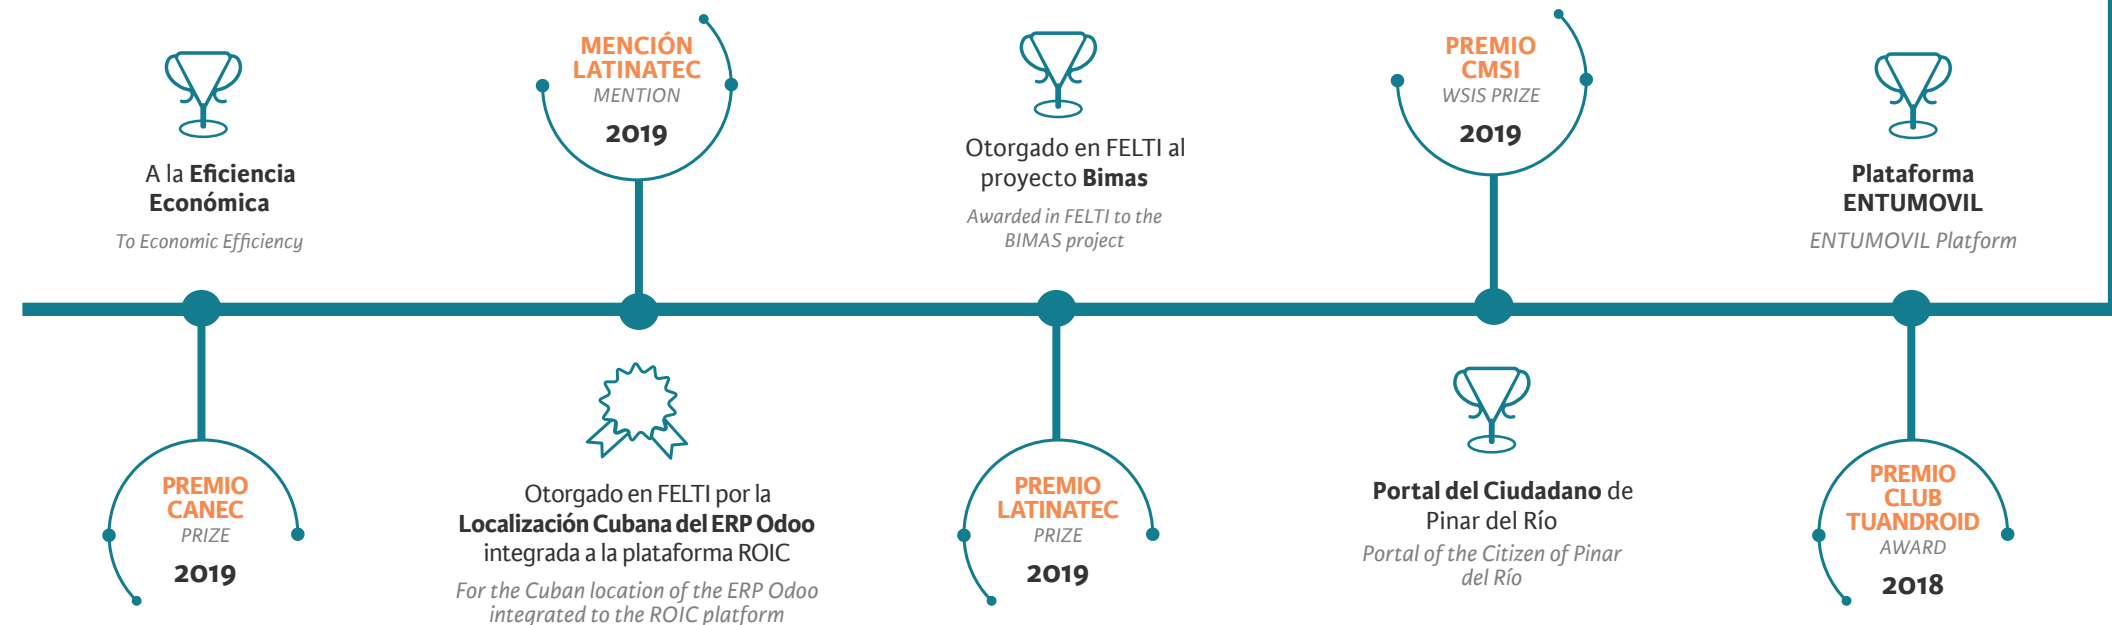 A la Eficiencia
Económica
To Economic Efficiency
PREMIO
CANEC
PRIZE
2019
MENCIÓN
LATINATEC
MENTION
2019
Otorgado en FELTI por la
Localización Cubana del ERP Odoo
integrada a la plataforma ROIC
For the Cuban location of the ERP Odoo
integrated to the ROIC platform
Otorgado en FELTI al
proyecto Bimas
Awarded in FELTI to the
BIMAS project
PREMIO
LATINATEC
PRIZE
2019
PREMIO
CMSI
WSIS PRIZE
2019
Portal del Ciudadano de
Pinar del Río
Portal of the Citizen of Pinar
del Río
Plataforma
ENTUMOVIL
ENTUMOVIL Platform
PREMIO
CLUB
TUANDROID
AWARD
2018